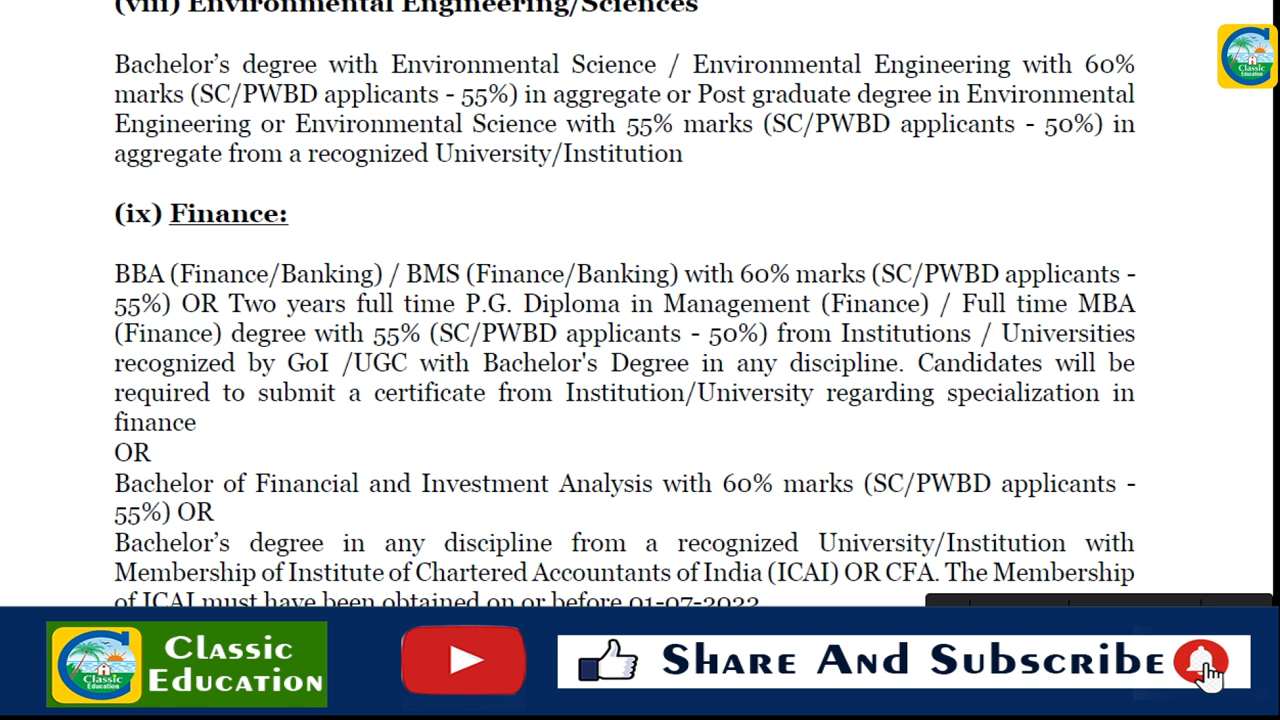 (viii) Environmental Engineering/Sciences
Bachelor's degree with Environmental Science / Environmental Engineering with 60%
marks (SC/PWBD applicants - 55%) in aggregate or Post graduate degree in Environmental
Engineering or Environmental Science with 55% marks (SC/PWBD applicants - 50%) in
aggregate from a recognized University/Institution
(ix) Finance:
BBA (Finance/Banking) / BMS (Finance/Banking) with 60% marks (SC/PWBD applicants -
55%) OR Two years full time P.G. Diploma in Management (Finance) / Full time MBA
(Finance) degree with 55% (SC/PWBD applicants - 50%) from Institutions / Universities
recognized by GoI /UGC with Bachelor's Degree in any discipline. Candidates will be
required to submit a certificate from Institution/University regarding specialization in
finance
OR
Bachelor of Financial and Investment Analysis with 60% marks (SC/PWBD applicants -
55%) OR
Bachelor's degree in any discipline from a recognized University/Institution with
Membership of Institute of Chartered Accountants of India (ICAI) OR CFA. The Membership
of ICAI must have been obtained on or before 01-07-2022
Classic
Education
Classic
Education
Classic
Education
Share And Subscribe